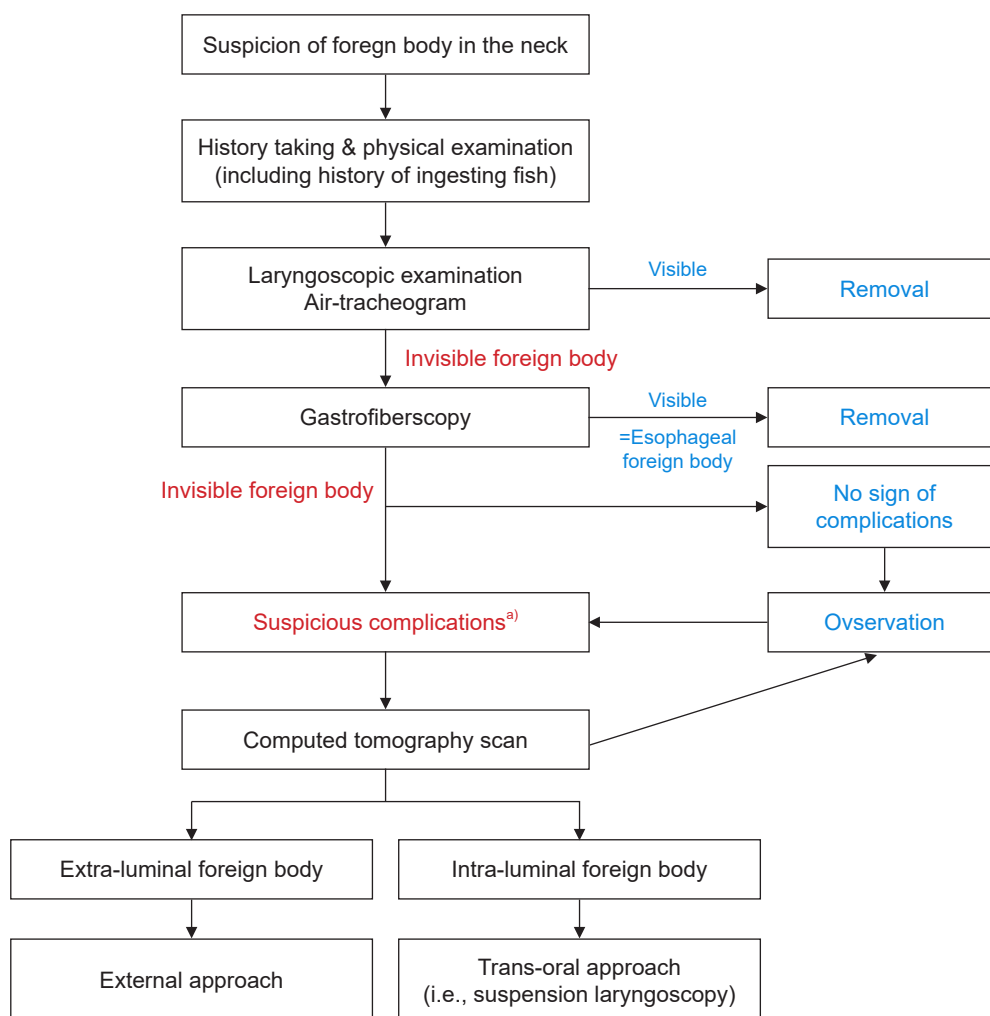 Suspicion of foregn body in the neck
History taking & physical examination
(including history of ingesting fish)
Laryngoscopic examination
Air-tracheogram
Visible
Removal
Invisible foreign body
Gastrofiberscopy
Visible
=Esophageal
foreign body
Removal
Invisible foreign body
No sign of
complications
Suspicious complications a)
Ovservation
Computed tomography scan
Extra-luminal foreign body
Intra-luminal foreign body
External approach
Trans-oral approach
(i.e., suspension laryngoscopy)